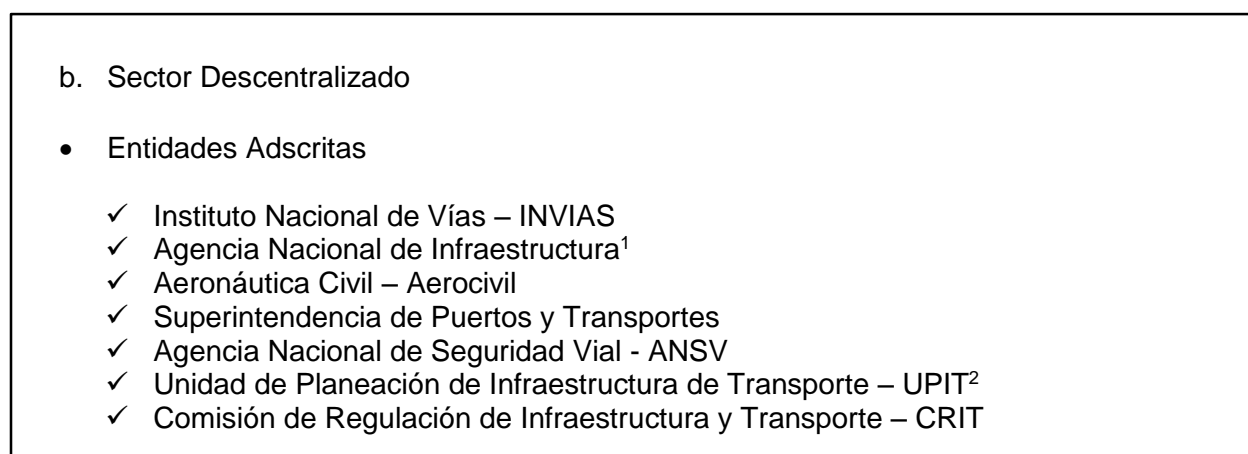 b. Sector Descentralizado
• Entidades Adscritas
✓ Instituto Nacional de Vías – INVIAS
✓ Agencia Nacional de Infraestructura¹
✓ Aeronáutica Civil – Aerocivil
✓ Superintendencia de Puertos y Transportes
✓ Agencia Nacional de Seguridad Vial - ANSV
✓ Unidad de Planeación de Infraestructura de Transporte – UPIT²
✓ Comisión de Regulación de Infraestructura y Transporte – CRIT